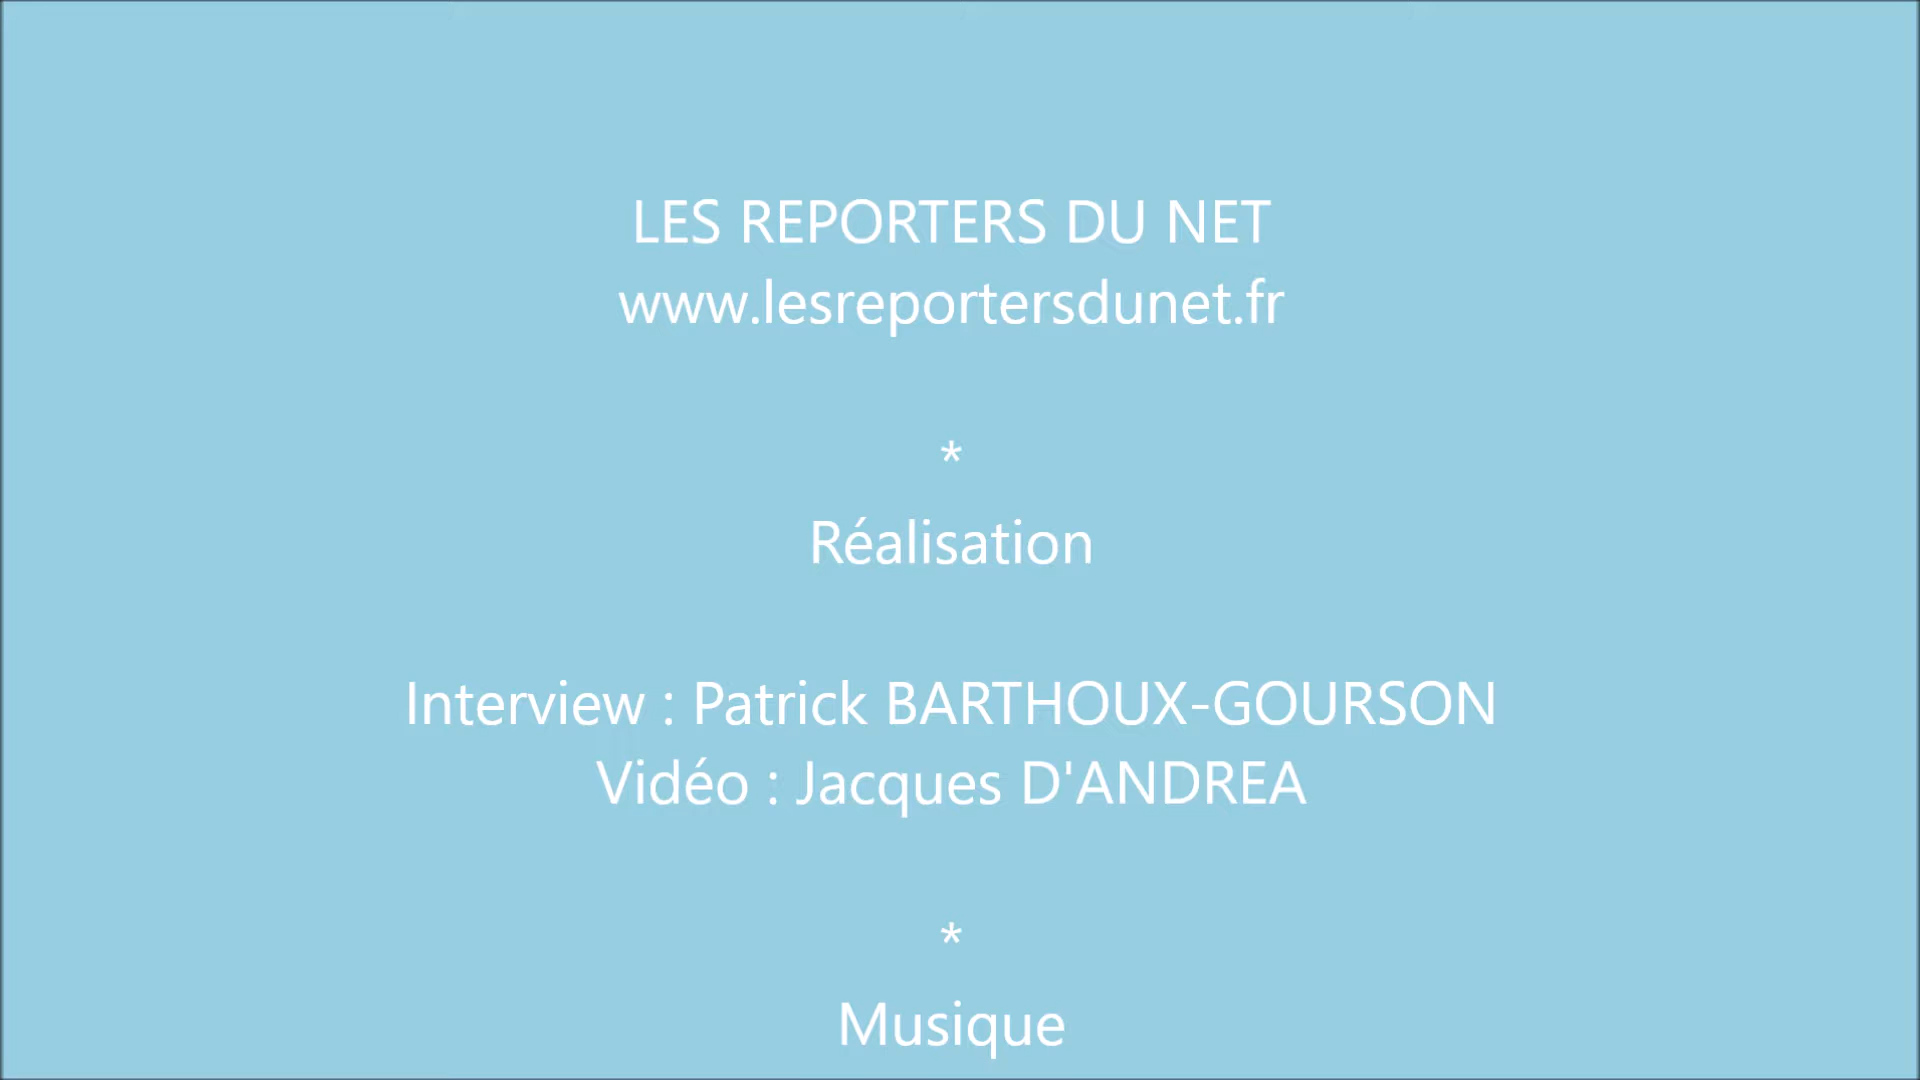 LES REPORTERS DU NET
www.lesreportersdunet.fr
*
Réalisation
Interview : Patrick BARTHOUX-GOURSON
Vidéo : Jacques D'ANDREA
*
Musique